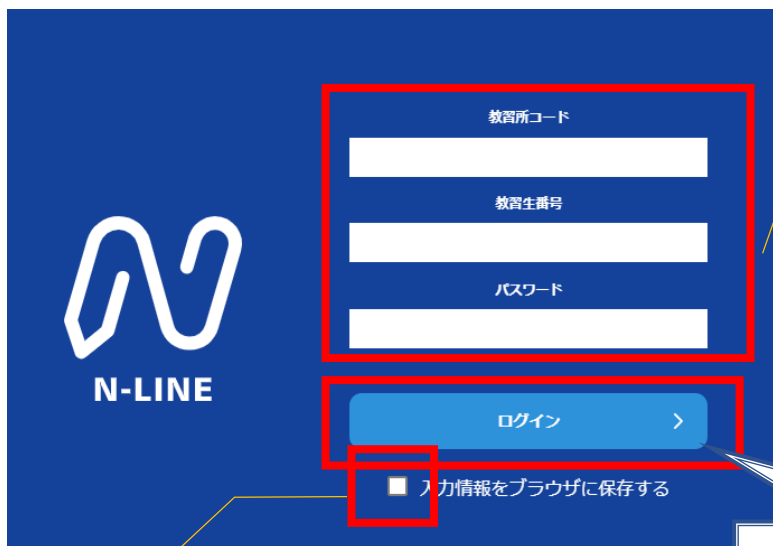 教習所コード
教習生番号
パスワード
N-LINE
ログイン
入力情報をブラウザに保存する